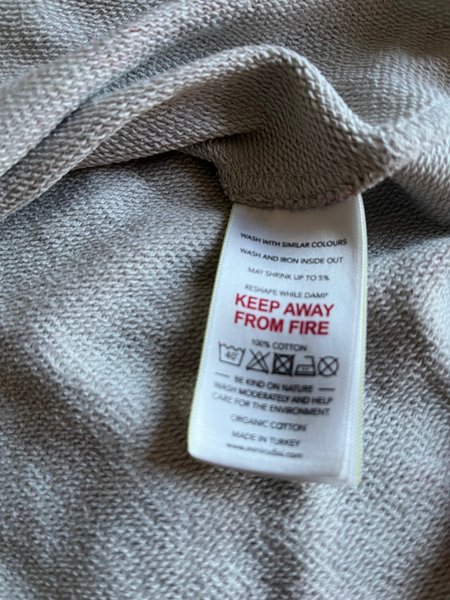 WASH WITH SIMILAR COLOURS
WASH AND IRON INSIDE OUT
MAY SHRINK UP TO 5%
RESHAPE WHILE DAMP
KEEP AWAY
FROM FIRE
100% COTTON
40°
BE KIND ON NATURE
WASH MODERATELY AND HELP
CARE FOR THE ENVIRONMENT.
ORGANIC COTTON
MADE IN TURKEY